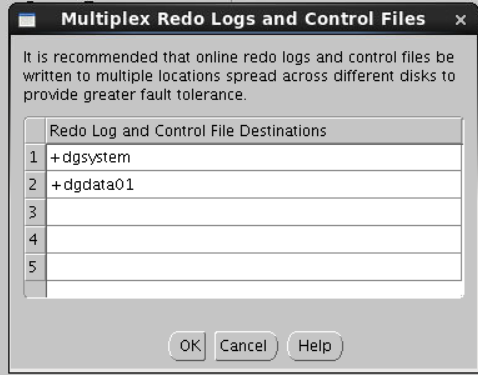 Multiplex Redo Logs and Control Files ×
It is recommended that online redo logs and control files be
written to multiple locations spread across different disks to
provide greater fault tolerance.
Redo Log and Control File Destinations
1 +dgsystem
2 +dgdata01
3
4
5
OK Cancel Help